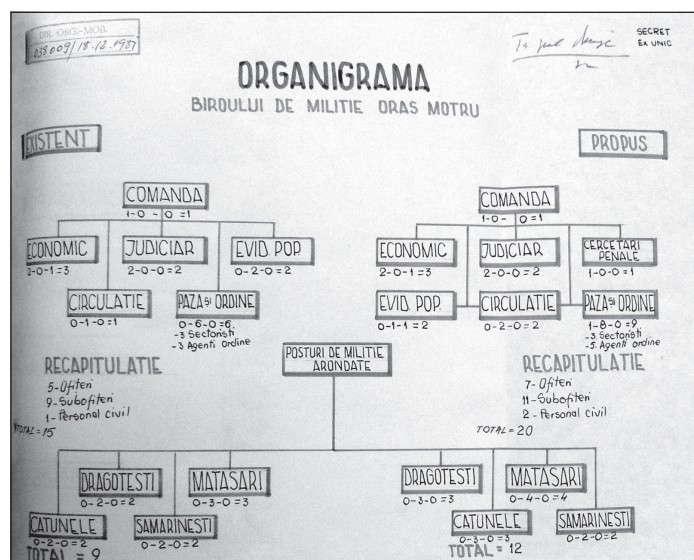 DIR. ORG.-MOB.
038009/18.12.1981
SECRET
EX UNIC
ORGANIGRAMA
BIROULUI DE MILITIE ORAS MOTRU
EXISTENT
PROPUS
COMANDA
1-0-0=1
ECONOMIC
2-0-1=3
JUDICIAR
2-0-0=2
EVID POP.
0-2-0=2
CIRCULATIE
0-1-0=1
PAZA SI ORDINE
0-6-0=6
-3 Sectoristi
-3 Agenti ordine
COMANDA
1-0-0=1
ECONOMIC
2-0-1=3
JUDICIAR
2-0-0=2
CERCETARI
PENALE
1-0-0=1
EVID POP.
0-1-1=2
CIRCULATIE
0-2-0=2
PAZA SI ORDINE
1-8-0=9
-3. Sectoristi
-5. Agenti ordine
RECAPITULATIE
5-Ofiteri
9-Subofiteri
1-Personal civil
TOTAL=15
POSTURI DE MILITIE
ARONDATE
RECAPITULATIE
7-Ofiteri
11-Subofiteri
2-Personal civil
TOTAL=20
DRAGOTESTI
0-2-0=2
MATASARI
0-3-0=3
CATUNELE
0-2-0=2
SAMARINESTI
0-2-0=2
TOTAL = 9
DRAGOTESTI
0-3-0=3
MATASARI
0-4-0=4
CATUNELE
0-3-0=3
SAMARINESTI
0-2-0=2
TOTAL = 12